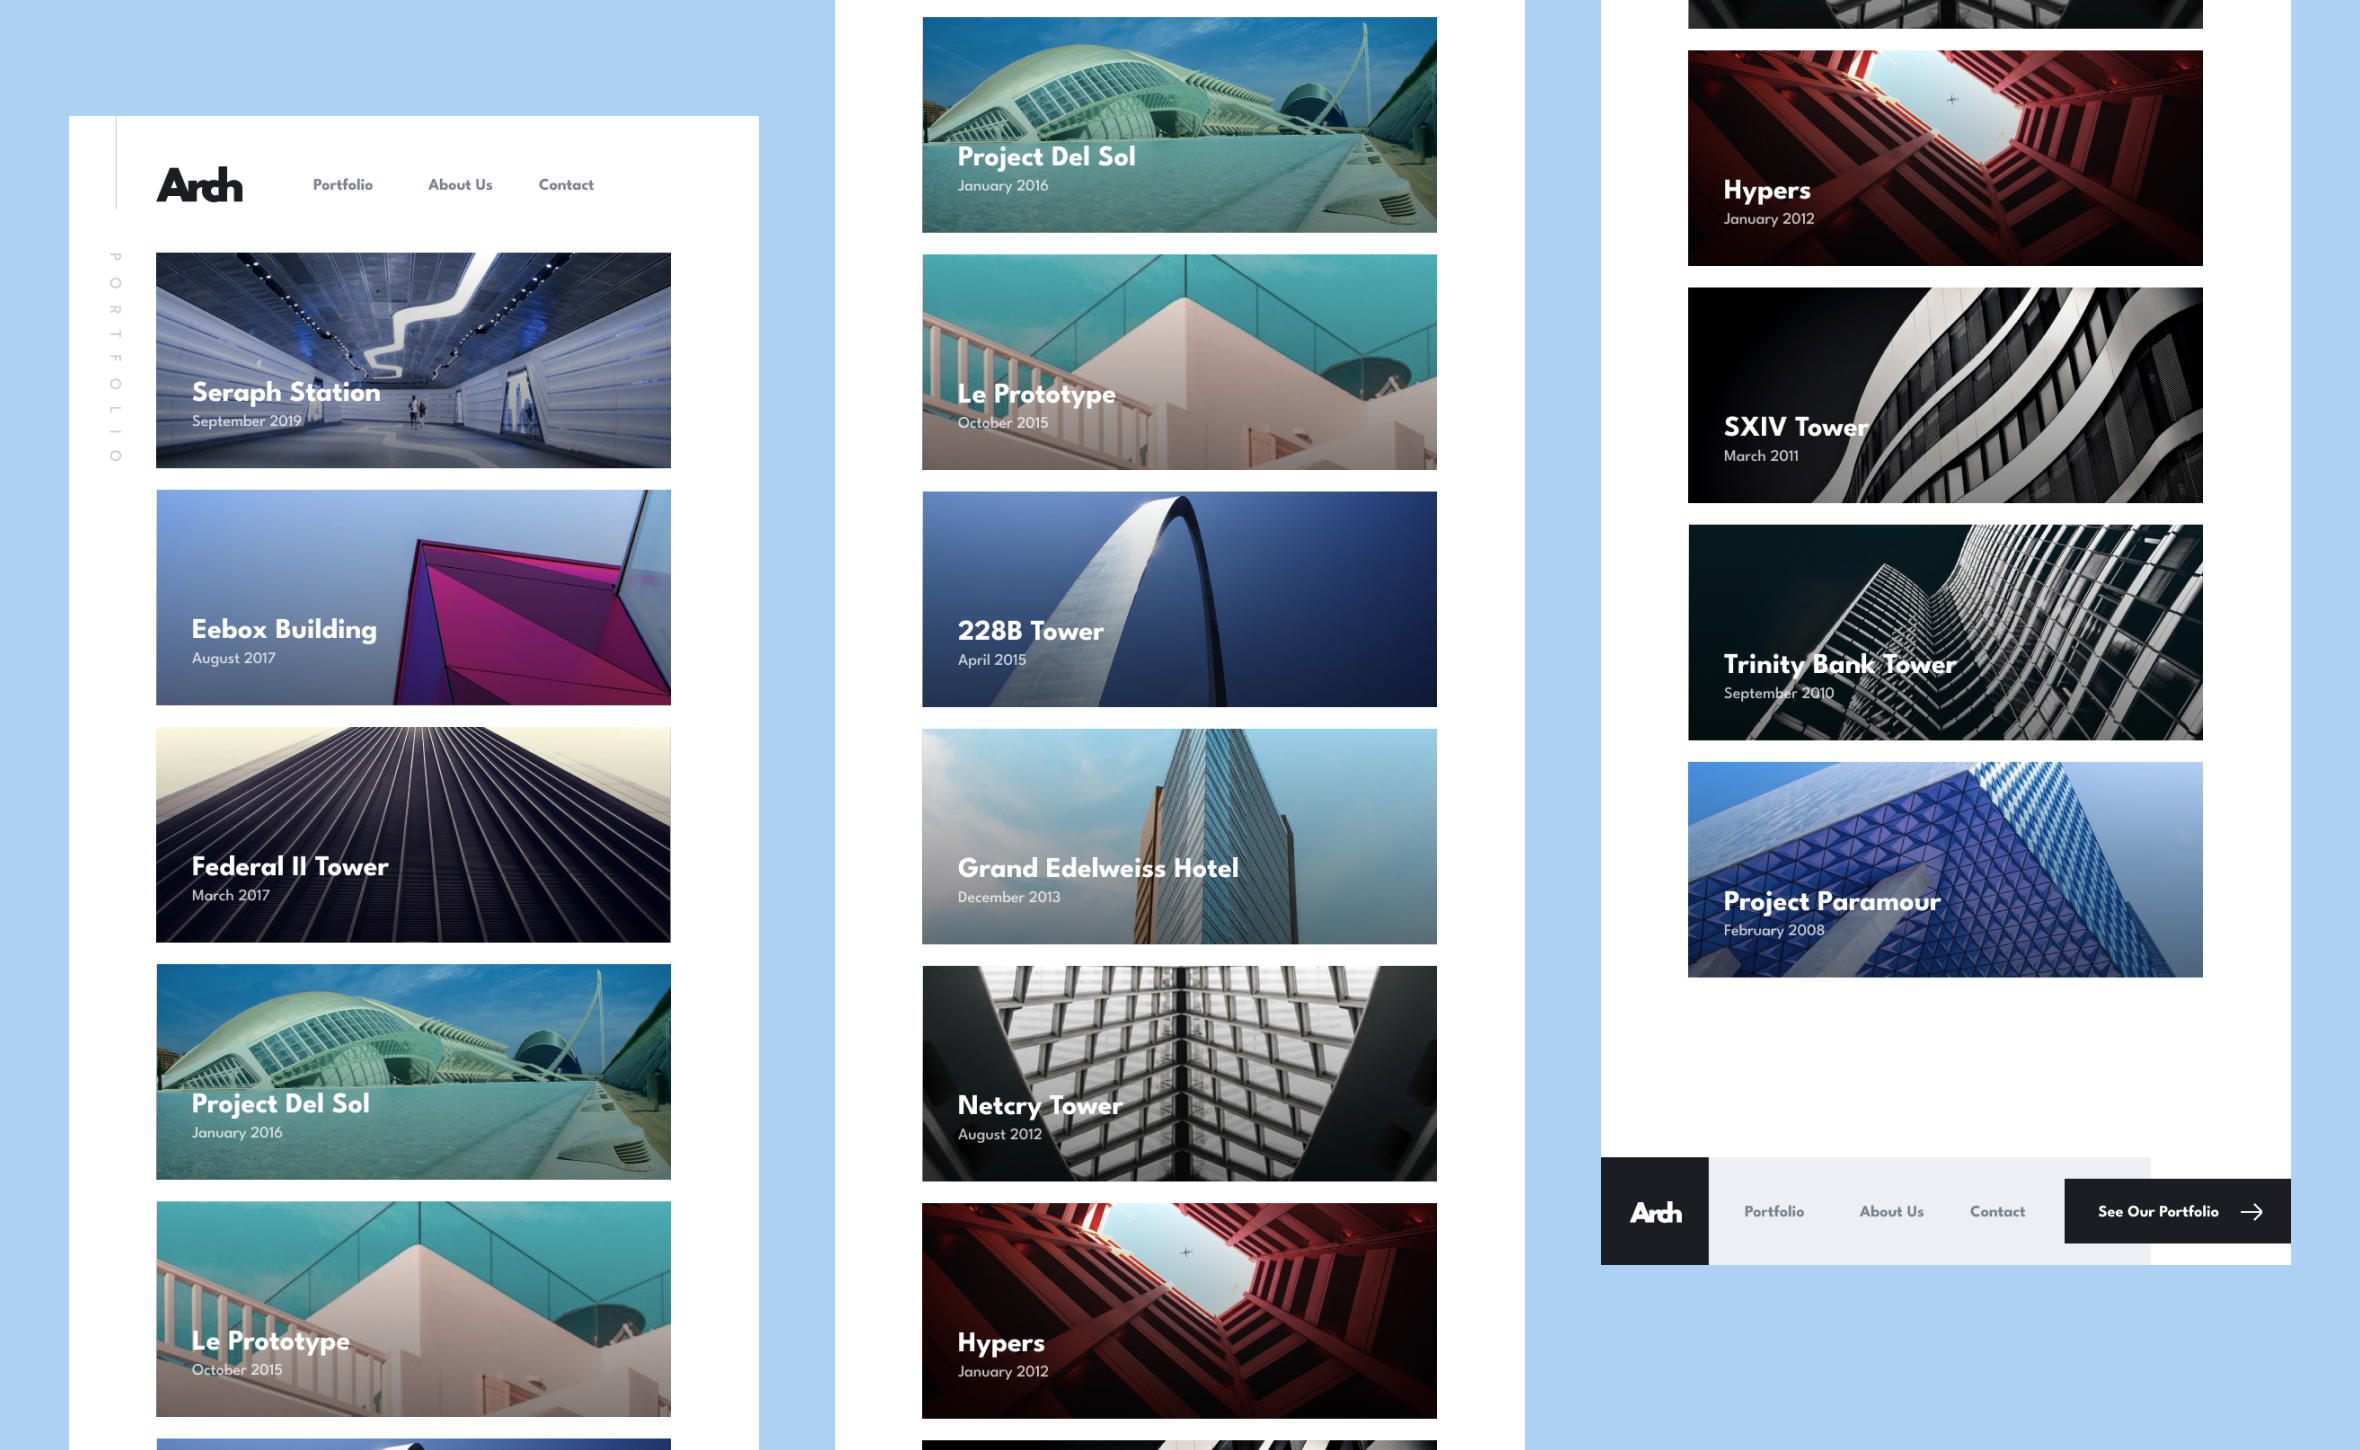 Arch
Portfolio
About Us
Contact
PORTFOLIO
Seraph Station
September 2019
Eebox Building
August 2017
Federal II Tower
March 2017
Project Del Sol
January 2016
Le Prototype
October 2015
Project Del Sol
January 2016
Le Prototype
October 2015
228B Tower
April 2015
Grand Edelweiss Hotel
December 2013
Netcry Tower
August 2012
Hypers
January 2012
Hypers
January 2012
SXIV Tower
March 2011
Trinity Bank Tower
September 2010
Project Paramour
February 2008
Arch
Portfolio
About Us
Contact
See Our Portfolio